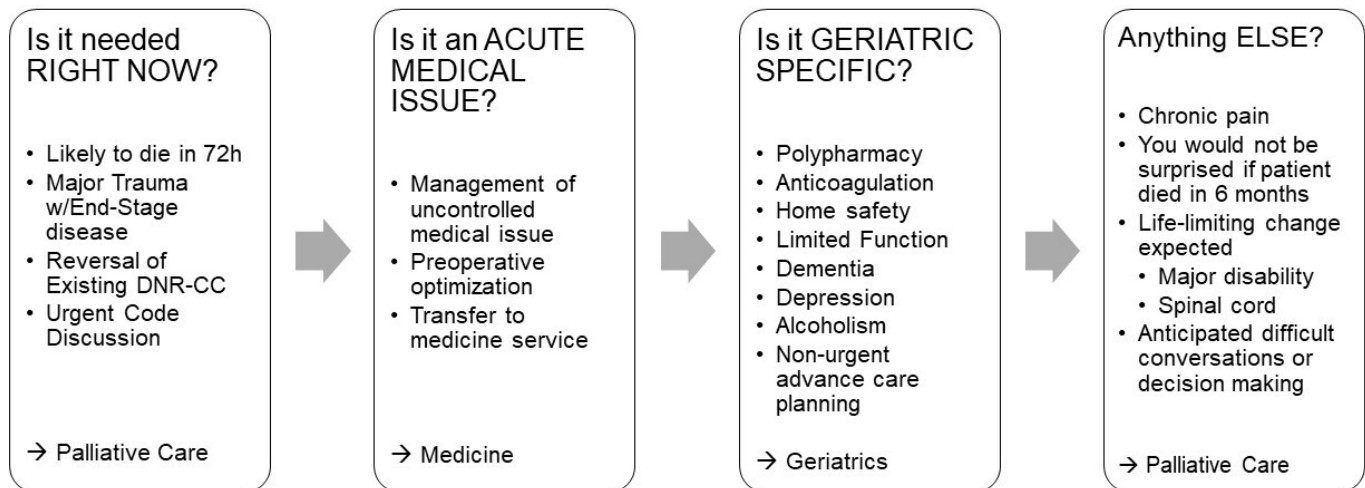 Is it needed
RIGHT NOW?
• Likely to die in 72h
• Major Trauma
w/End-Stage
disease
• Reversal of
Existing DNR-CC
• Urgent Code
Discussion
→ Palliative Care
Is it an ACUTE
MEDICAL
ISSUE?
• Management of
uncontrolled
medical issue
• Preoperative
optimization
• Transfer to
medicine service
→ Medicine
Is it GERIATRIC
SPECIFIC?
• Polypharmacy
• Anticoagulation
• Home safety
• Limited Function
• Dementia
• Depression
• Alcoholism
• Non-urgent
advance care
planning
→ Geriatrics
Anything ELSE?
• Chronic pain
• You would not be
surprised if patient
died in 6 months
• Life-limiting change
expected
• Major disability
• Spinal cord
• Anticipated difficult
conversations or
decision making
→ Palliative Care